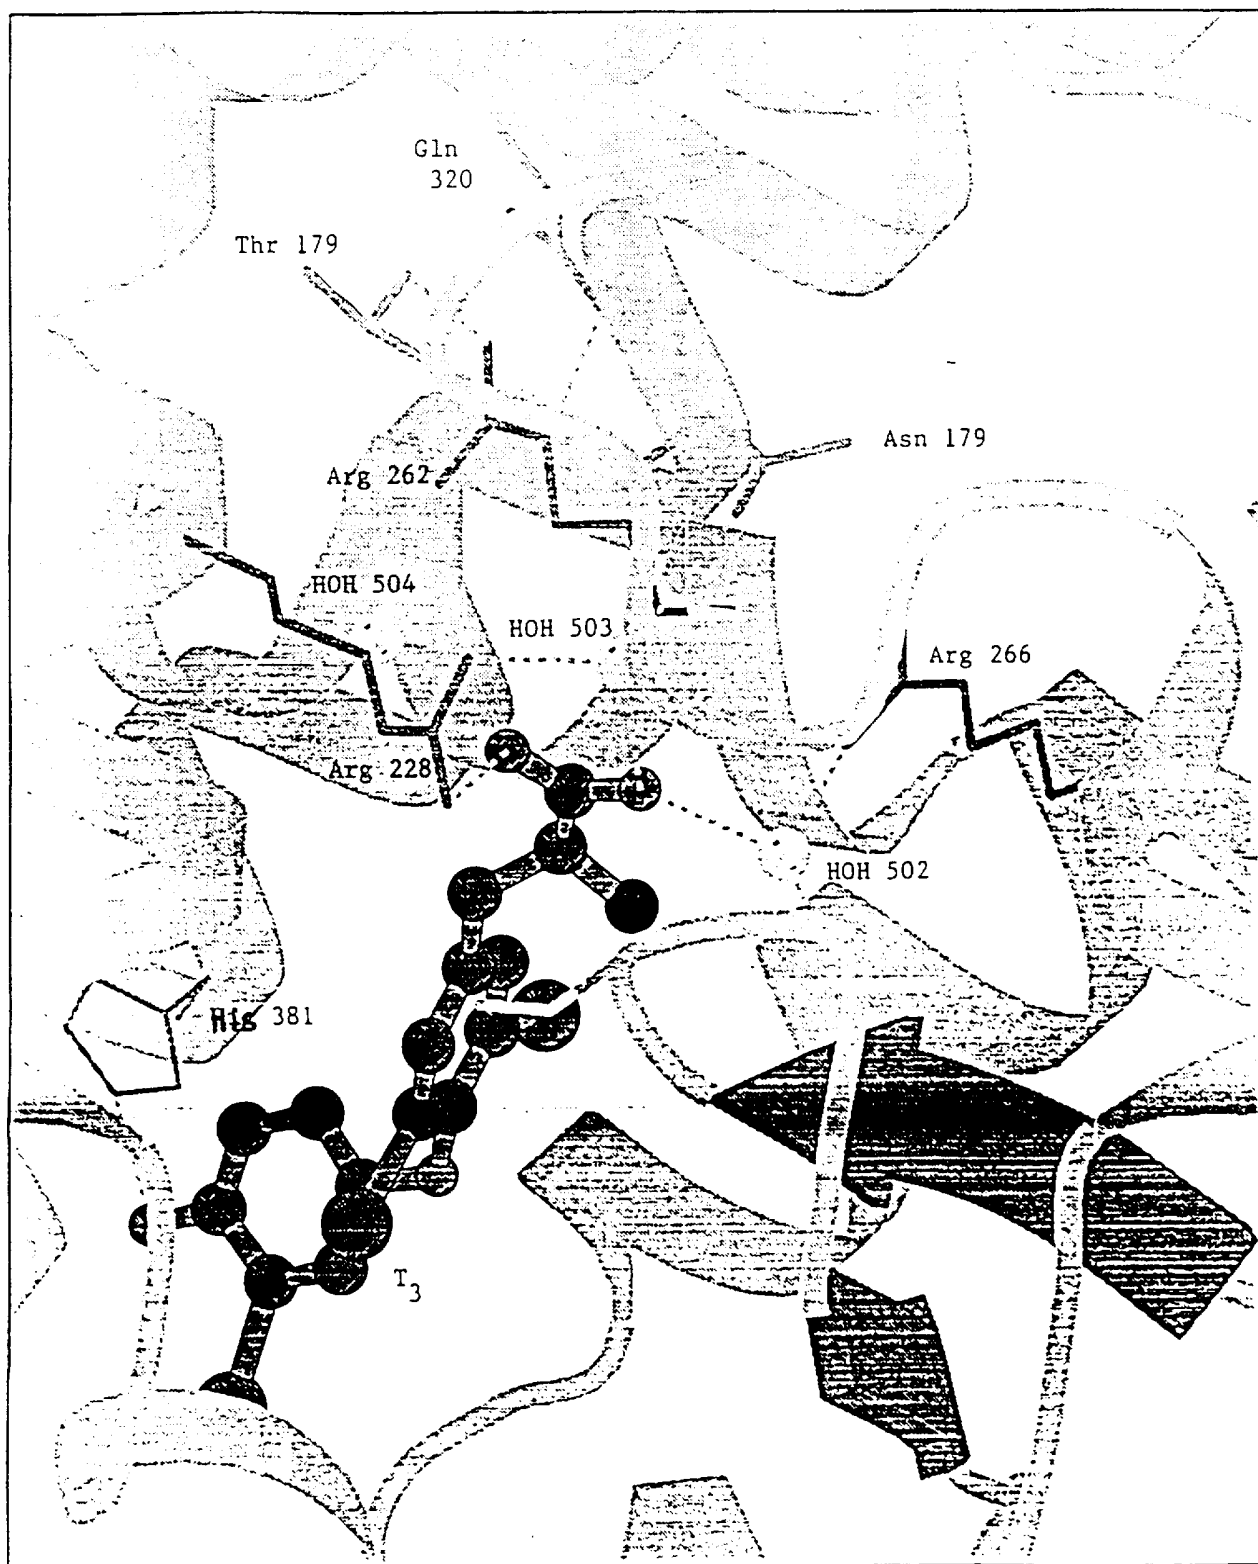 Gln
320
Thr 179
Asn 179
Arg 262
HOH 504
HOH 503
Arg 266
Arg 228
HOH 502
His 381
T3